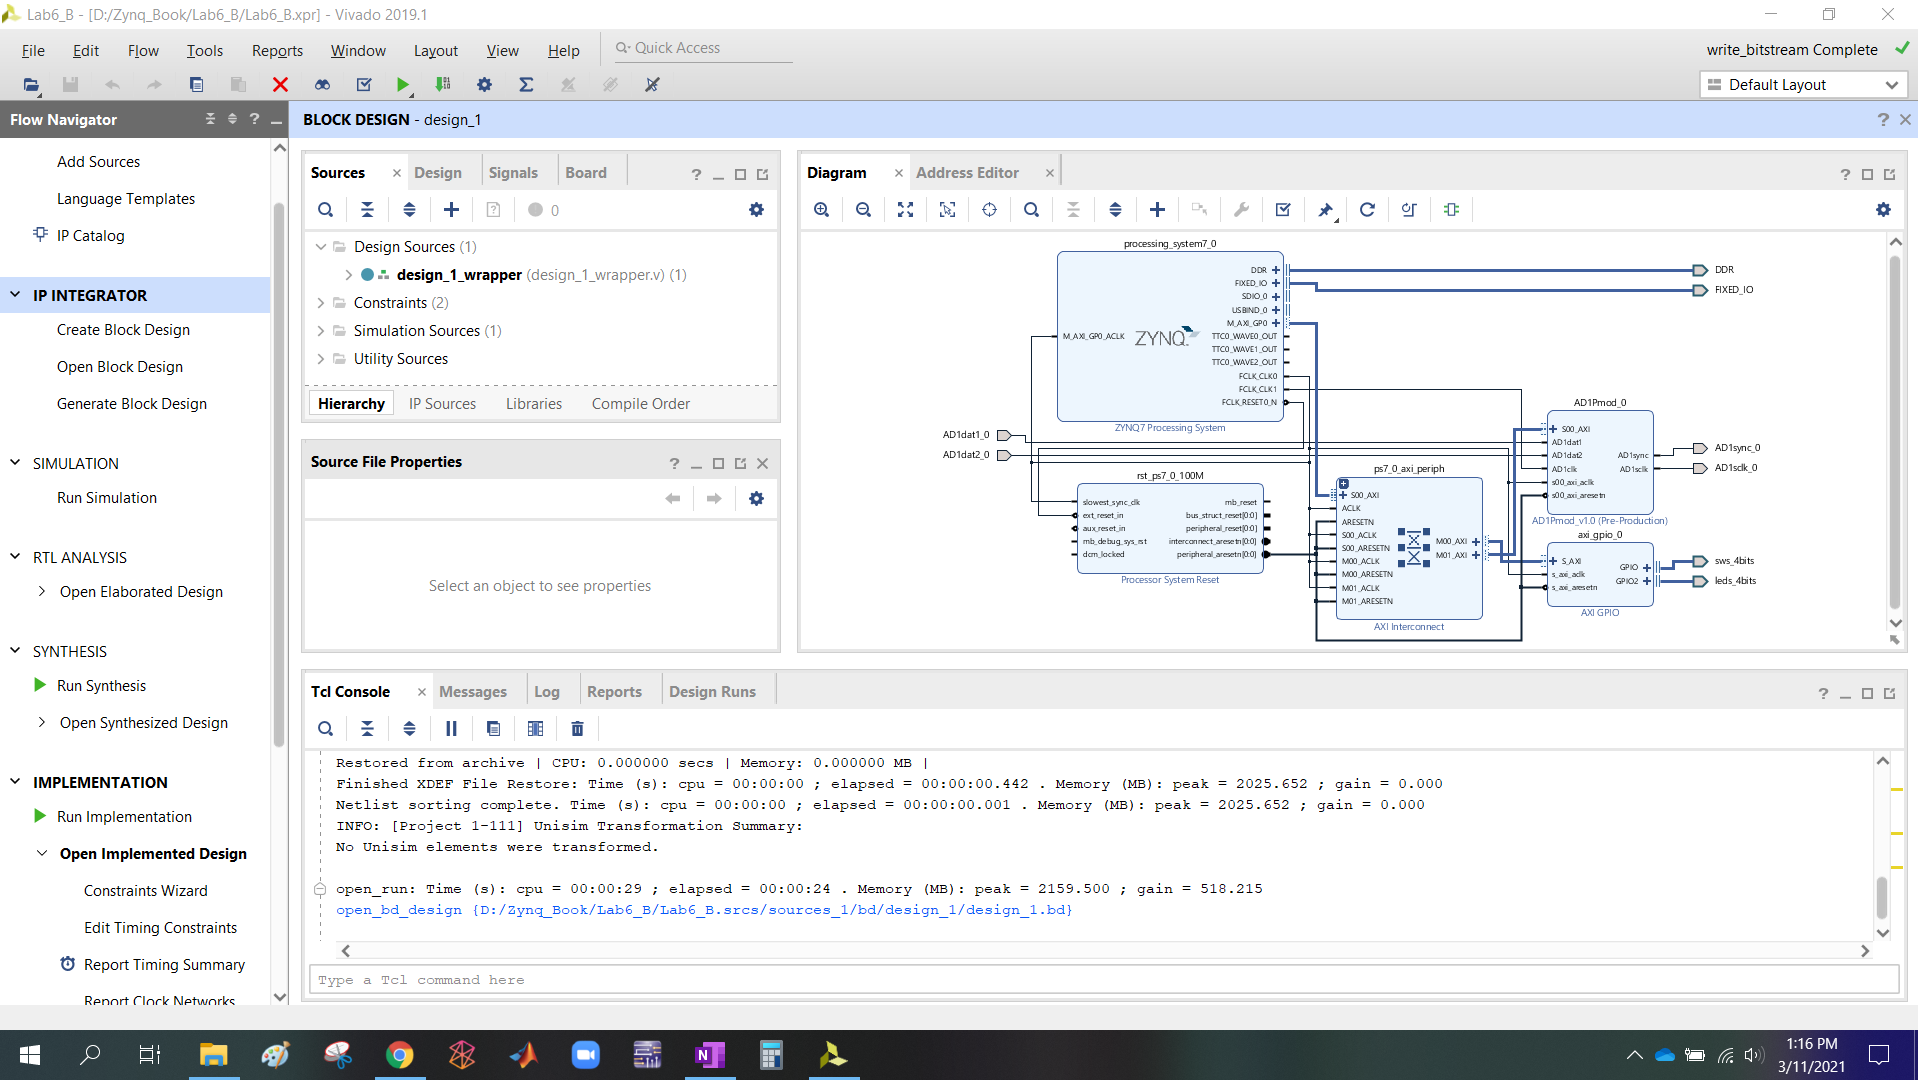 Lab6_B - [D:/Zynq_Book/Lab6_B/Lab6_B.xpr] - Vivado 2019.1
File Edit Flow Tools Reports Window Layout View Help Quick Access
write_bitstream Complete
Default Layout
Flow Navigator
Add Sources
Language Templates
IP Catalog
IP INTEGRATOR
Create Block Design
Open Block Design
Generate Block Design
SIMULATION
Run Simulation
RTL ANALYSIS
Open Elaborated Design
SYNTHESIS
Run Synthesis
Open Synthesized Design
IMPLEMENTATION
Run Implementation
Open Implemented Design
Constraints Wizard
Edit Timing Constraints
Report Timing Summary
Report Clock Networks
BLOCK DESIGN - design_1
Sources Design Signals Board
0
Design Sources (1)
design_1_wrapper (design_1_wrapper.v) (1)
Constraints (2)
Simulation Sources (1)
Utility Sources
Hierarchy IP Sources Libraries Compile Order
Source File Properties
Select an object to see properties
Diagram Address Editor
processing_system7_0
DDR
FIXED_IO
SDIO_0
USBIND_0
M_AXI_GP0
M_AXI_GP0_ACLK
ZYNQ
TTC0_WAVE0_OUT
TTC0_WAVE1_OUT
TTC0_WAVE2_OUT
FCLK_CLK0
FCLK_CLK1
FCLK_RESET0_N
ZYNQ7 Processing System
DDR
FIXED_IO
AD1dat1_0
AD1dat2_0
rst_ps7_0_100M
slowest_sync_clk
ext_reset_in
aux_reset_in
mb_debug_sys_rst
dcm_locked
mb_reset
bus_struct_reset[0:0]
peripheral_reset[0:0]
interconnect_aresetn[0:0]
peripheral_aresetn[0:0]
Processor System Reset
ps7_0_axi_periph
S00_AXI
ACLK
ARESETN
S00_ACLK
S00_ARESETN
M00_ACLK
M00_ARESETN
M01_ACLK
M01_ARESETN
M00_AXI
M01_AXI
AXI Interconnect
AD1Pmod_0
S00_AXI
AD1dat1
AD1dat2
AD1clk
s00_axi_aclk
s00_axi_aresetn
AD1sync
AD1sclk
AD1Pmod_v1.0 (Pre-Production)
AD1sync_0
AD1sclk_0
axi_gpio_0
S_AXI
s_axi_aclk
s_axi_aresetn
GPIO
GPIO2
AXI GPIO
sws_4bits
leds_4bits
Tcl Console Messages Log Reports Design Runs
Restored from archive | CPU: 0.000000 secs | Memory: 0.000000 MB |
Finished XDEF File Restore: Time (s): cpu = 00:00:00 ; elapsed = 00:00:00.442 . Memory (MB): peak = 2025.652 ; gain = 0.000
Netlist sorting complete. Time (s): cpu = 00:00:00 ; elapsed = 00:00:00.001 . Memory (MB): peak = 2025.652 ; gain = 0.000
INFO: [Project 1-111] Unisim Transformation Summary:
No Unisim elements were transformed.
open_run: Time (s): cpu = 00:00:29 ; elapsed = 00:00:24 . Memory (MB): peak = 2159.500 ; gain = 518.215
open_bd_design {D:/Zynq_Book/Lab6_B/Lab6_B.srcs/sources_1/bd/design_1/design_1.bd}
Type a Tcl command here
1:16 PM
3/11/2021